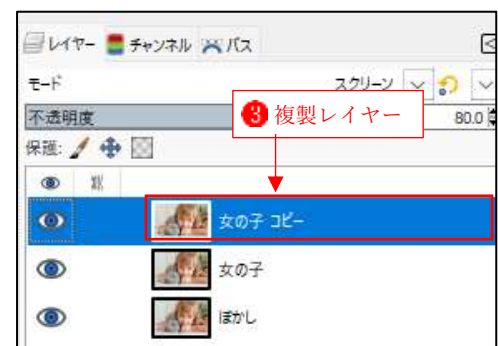 レイヤー チャンネル パス
モード スクリーン
❸ 複製レイヤー
不透明度 80.0
保護:
女の子 コピー
女の子
ぼかし